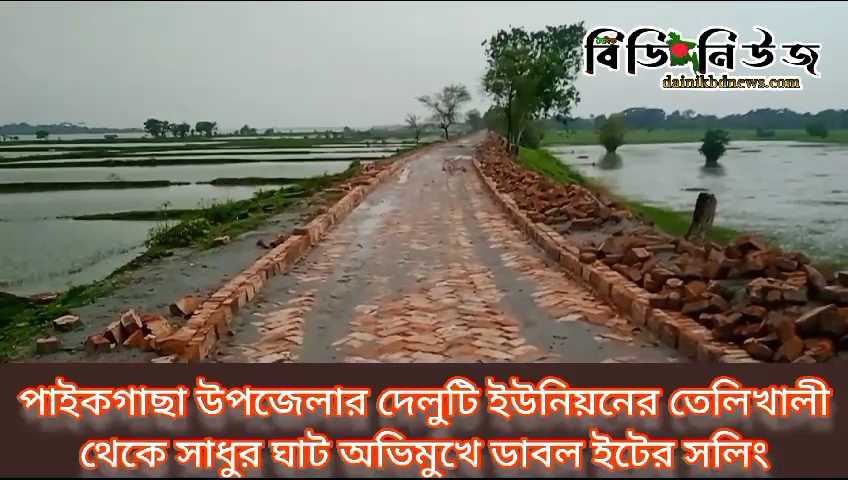 দৈনিক
বিডি নিউজ
dainikbdnews.com
পাইকগাছা উপজেলার দেলুটি ইউনিয়নের তেলিখালী
থেকে সাধুর ঘাট অভিমুখে ডাবল ইটের সলিং